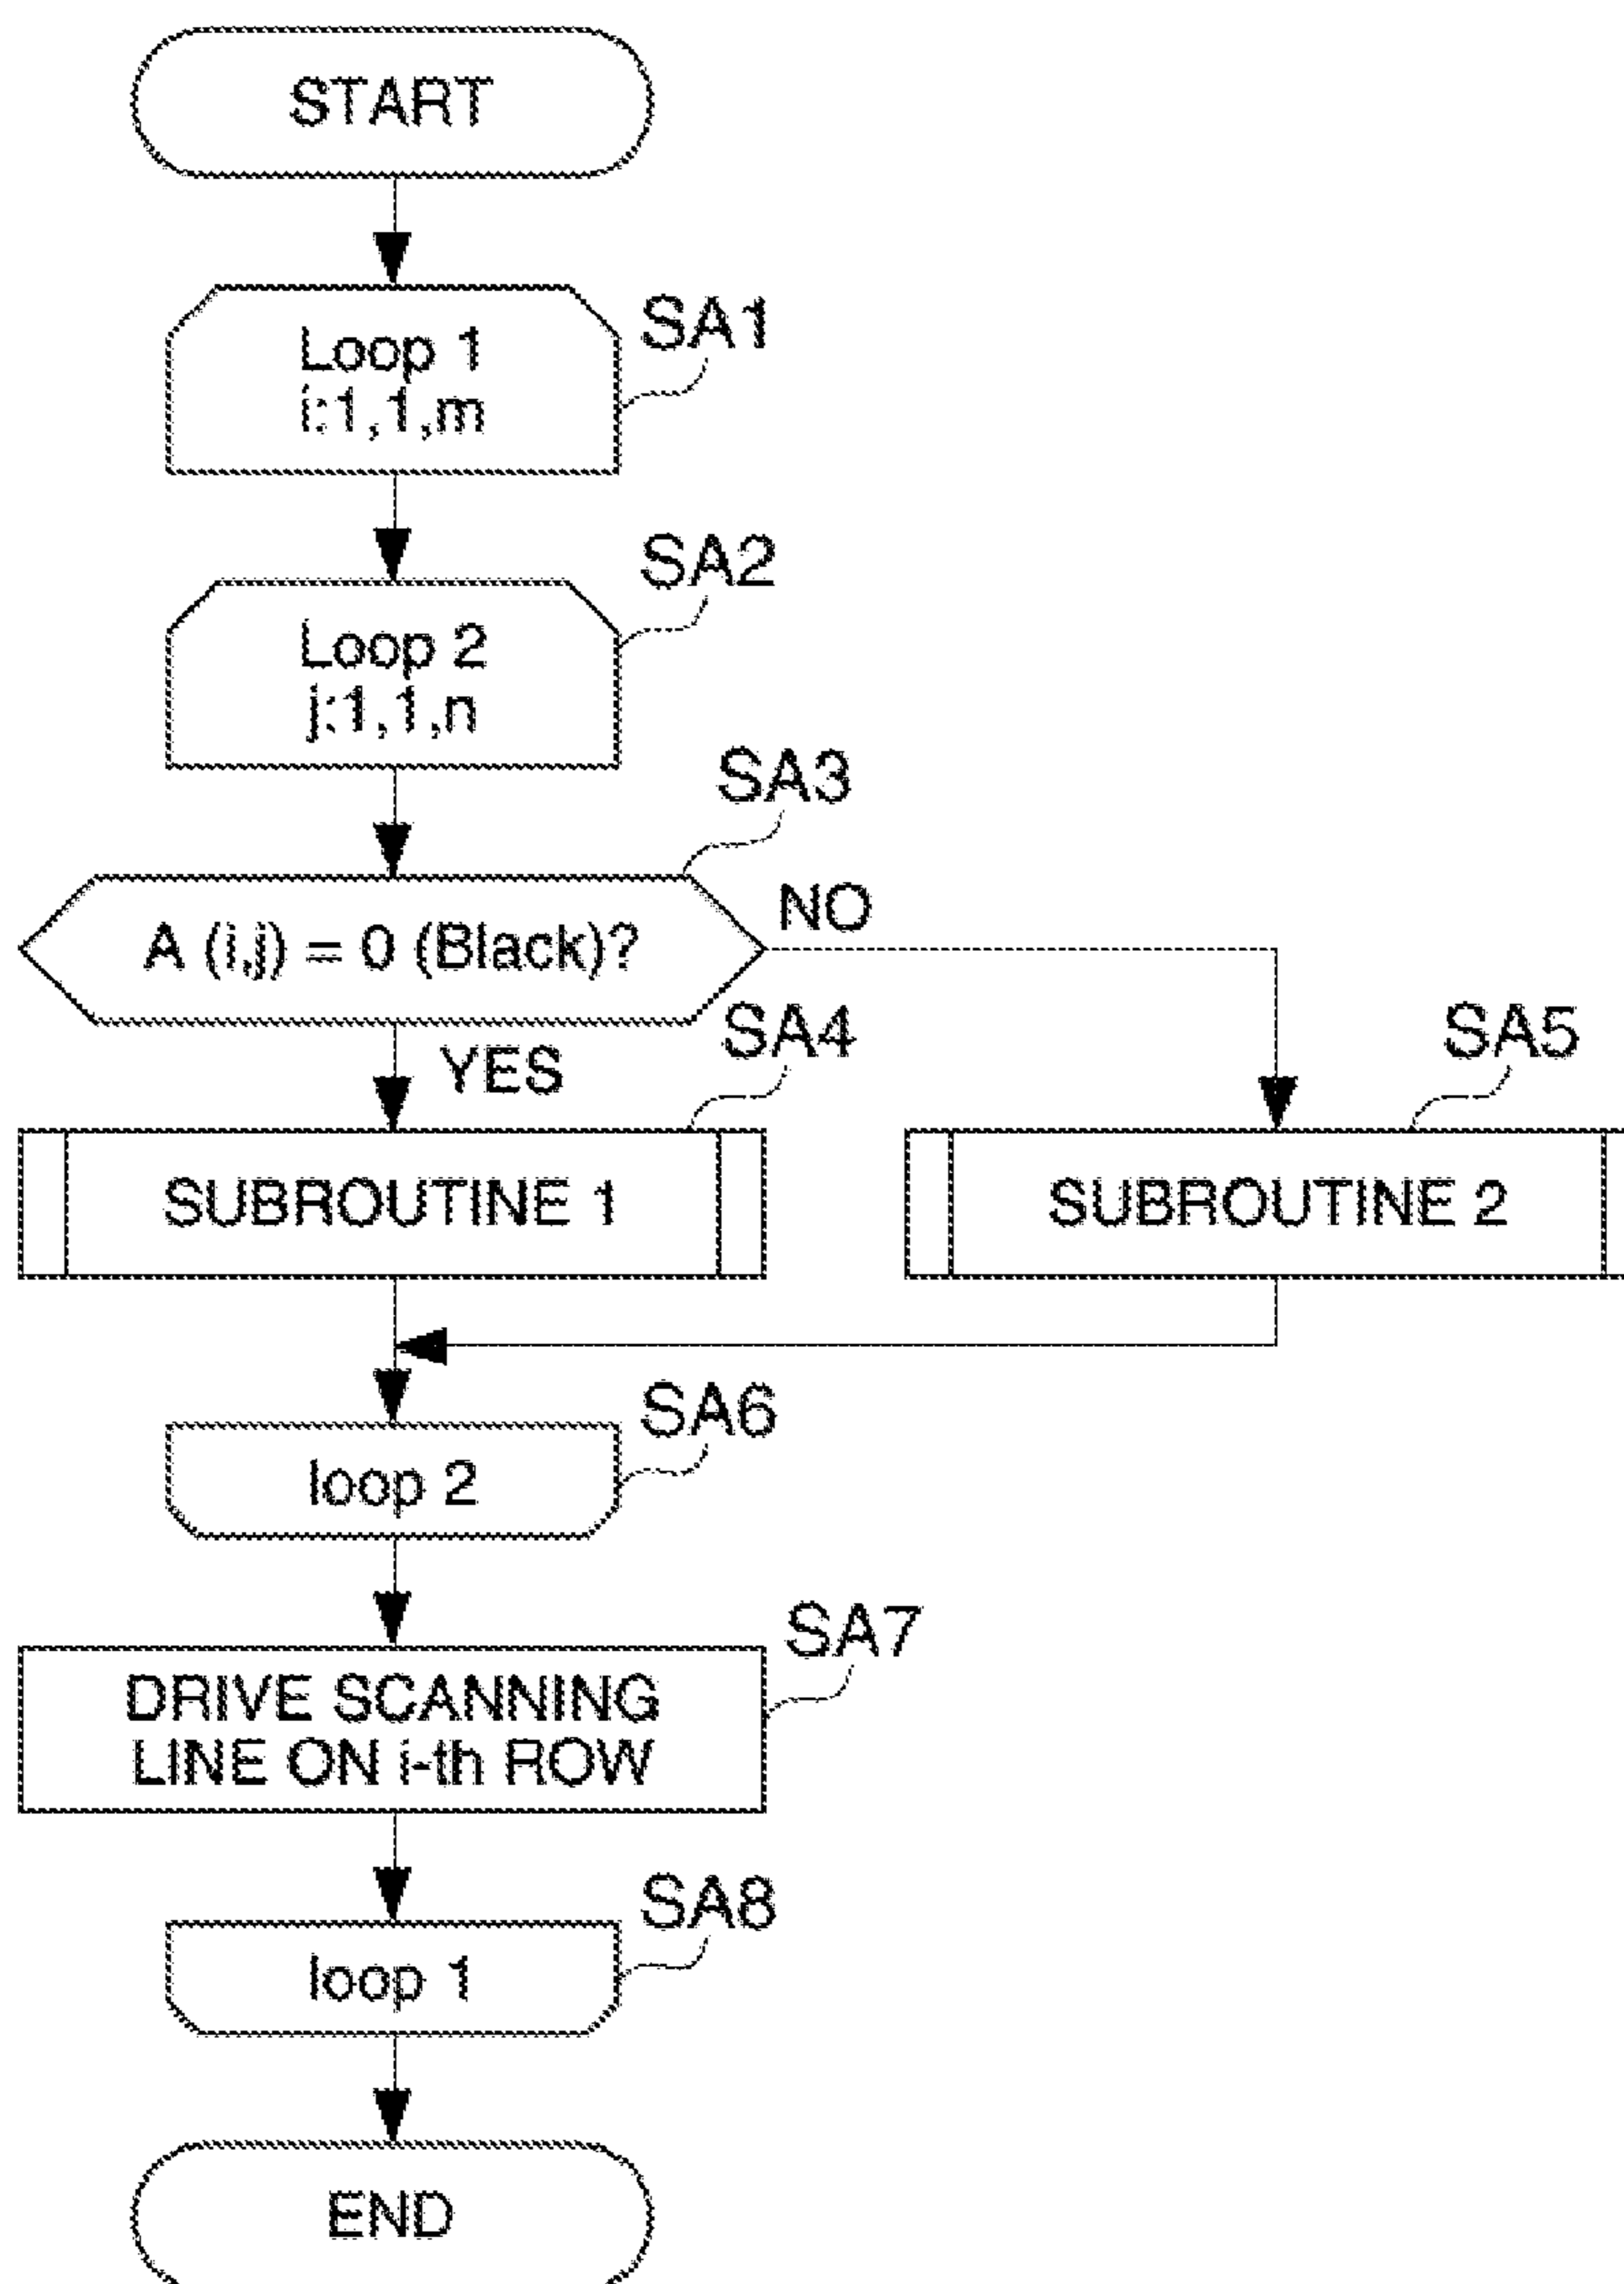 START
Loop 1
i:1,1,m
SA1
Loop 2
j:1,1,n
SA2
A (i,j) = 0 (Black)?
SA3
NO
YES
SA4
SUBROUTINE 1
SA5
SUBROUTINE 2
loop 2
SA6
DRIVE SCANNING
LINE ON i-th ROW
SA7
loop 1
SA8
END